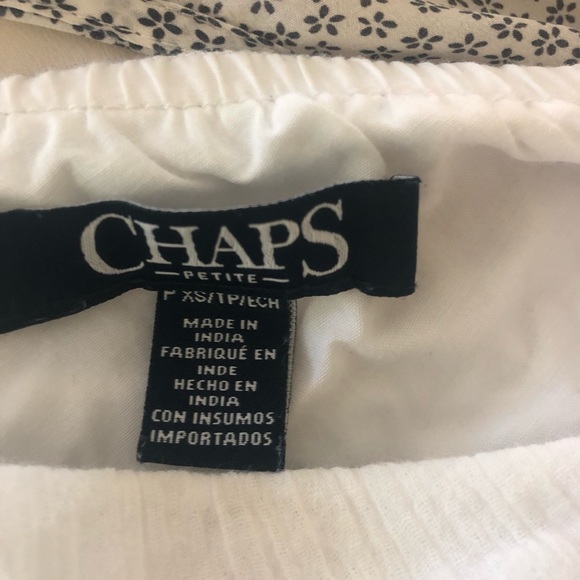 CHAPS
PETITE
P XS/TP/ECH
MADE IN
INDIA
FABRIQUÉ EN
INDE
HECHO EN
INDIA
CON INSUMOS
IMPORTADOS